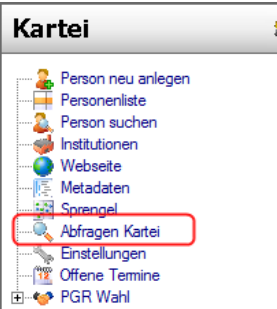 Kartei
Person neu anlegen
Personenliste
Person suchen
Institutionen
Webseite
Metadaten
Sprengel
Abfragen Kartei
Einstellungen
Offene Termine
PGR Wahl